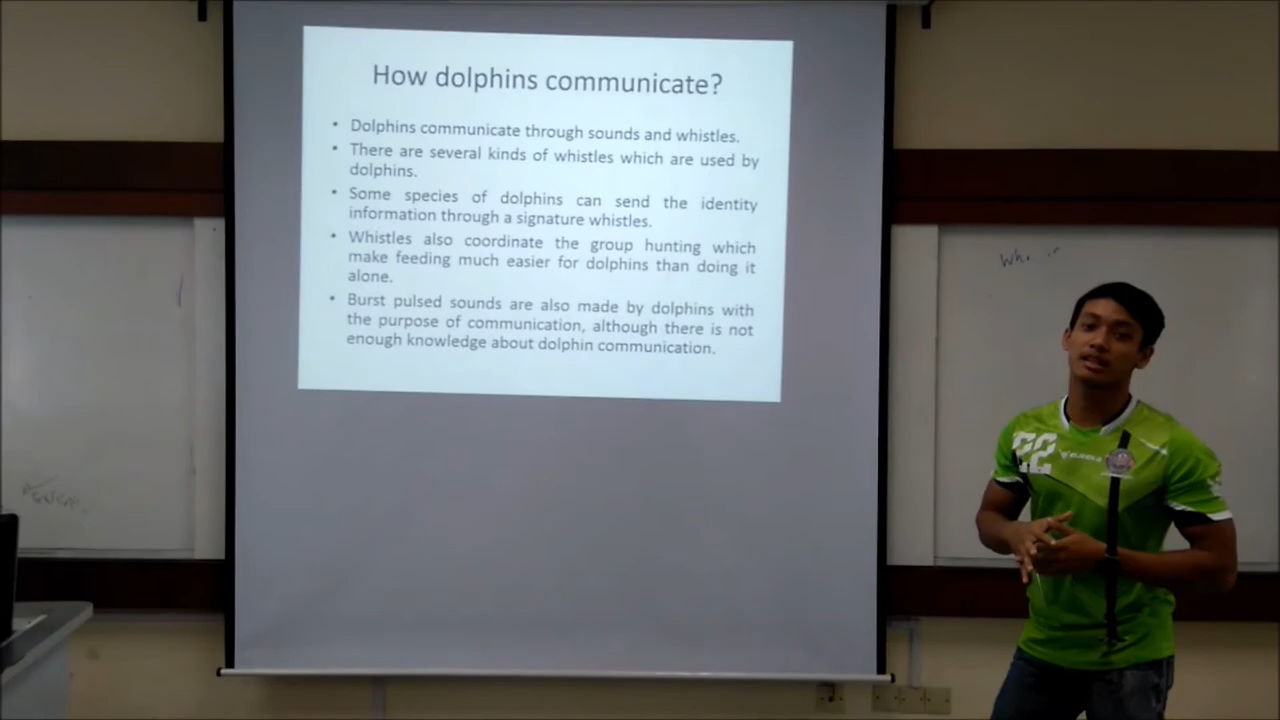 How dolphins communicate?
• Dolphins communicate through sounds and whistles.
• There are several kinds of whistles which are used by
dolphins.
• Some species of dolphins can send the identity
information through a signature whistles.
• Whistles also coordinate the group hunting which
make feeding much easier for dolphins than doing it
alone.
• Burst pulsed sounds are also made by dolphins with
the purpose of communication, although there is not
enough knowledge about dolphin communication.
22